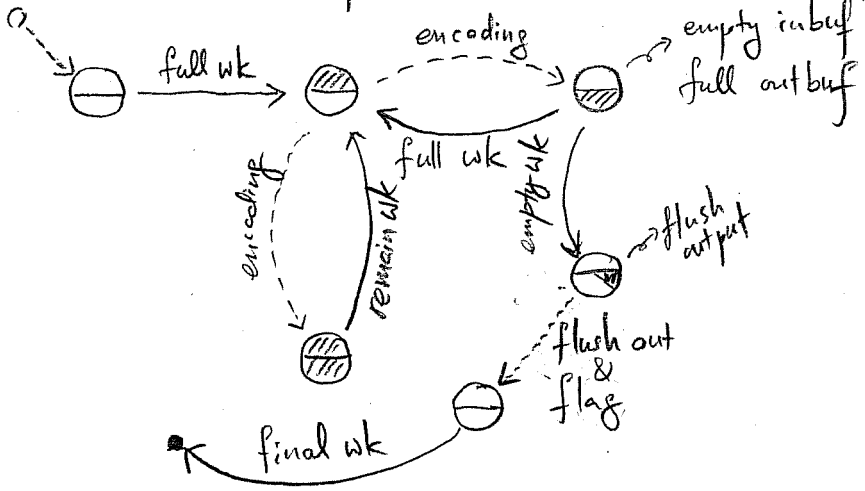 full wk
encoding
empty inbuf
full outbuf
full wk
empty wk
encoding
remain wk
flush
output
flush out
&
flag
final wk